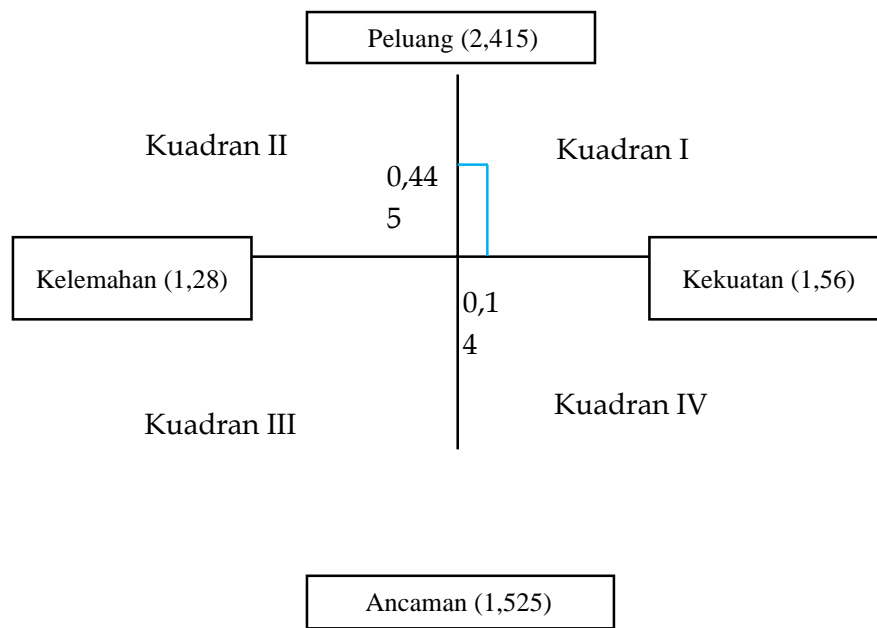 Peluang (2,415)
Kuadran II
Kuadran I
0,44
5
Kelemahan (1,28)
Kekuatan (1,56)
0,1
4
Kuadran III
Kuadran IV
Ancaman (1,525)